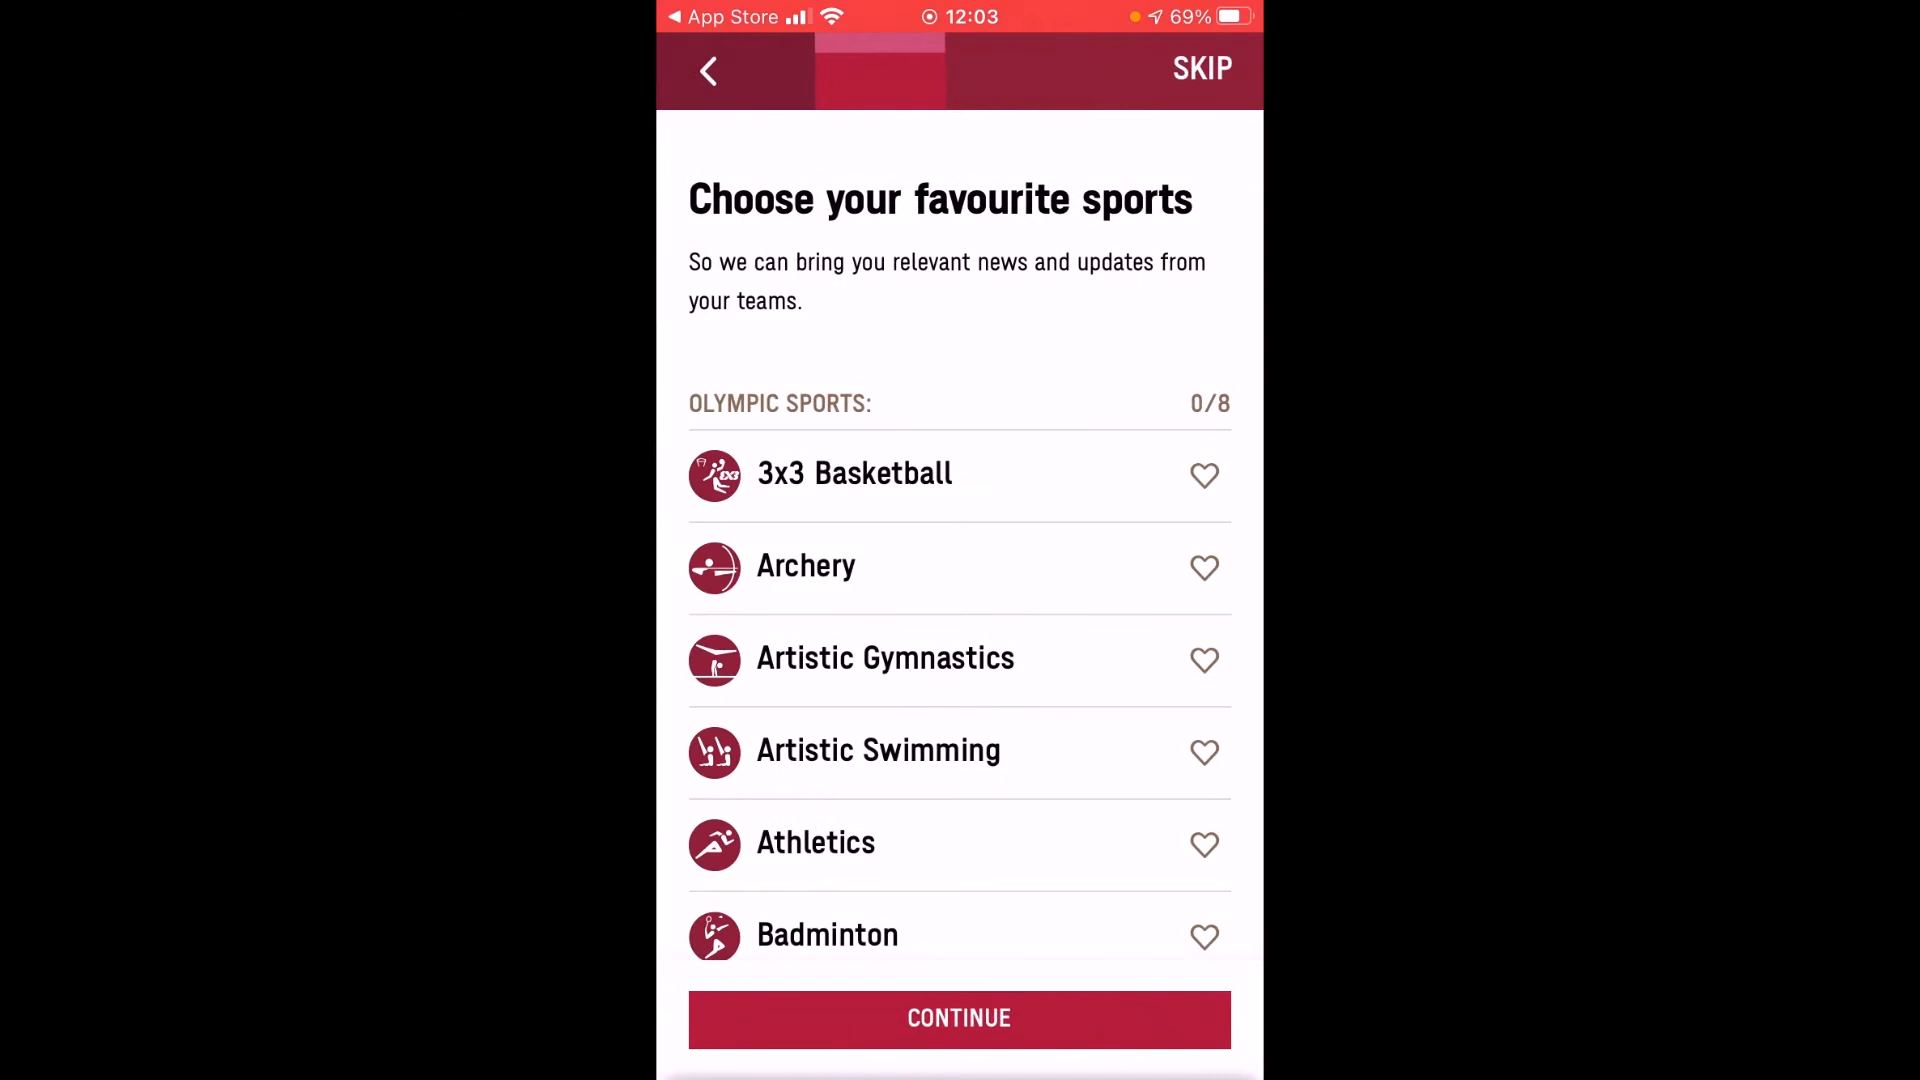 App Store 12:03 69%
SKIP
Choose your favourite sports
So we can bring you relevant news and updates from
your teams.
OLYMPIC SPORTS: 0/8
3x3 Basketball
Archery
Artistic Gymnastics
Artistic Swimming
Athletics
Badminton
CONTINUE